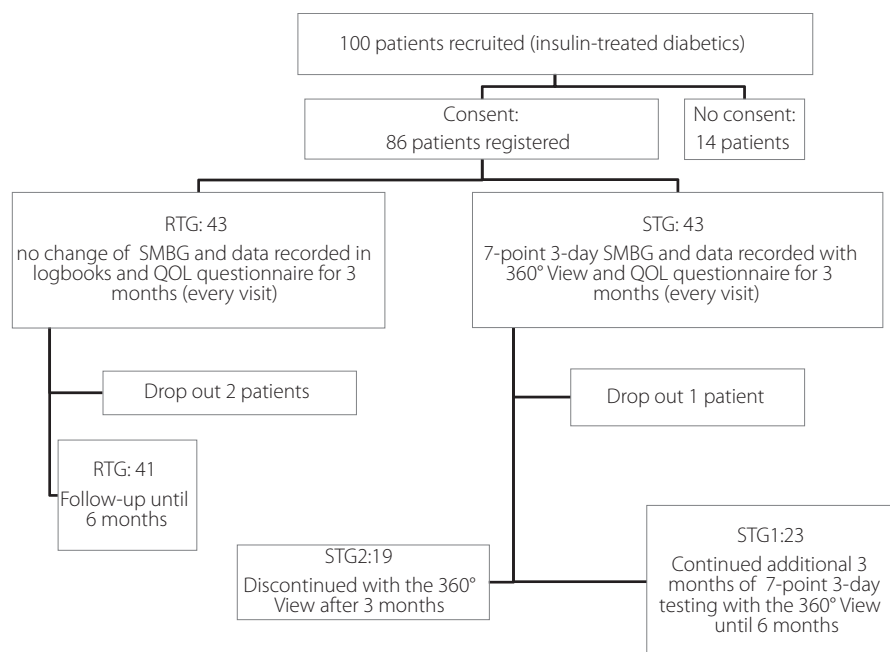 100 patients recruited (insulin-treated diabetics)
Consent:
86 patients registered
No consent:
14 patients
RTG: 43
no change of SMBG and data recorded in
logbooks and QOL questionnaire for 3
months (every visit)
STG: 43
7-point 3-day SMBG and data recorded with
360° View and QOL questionnaire for 3
months (every visit)
Drop out 2 patients
Drop out 1 patient
RTG: 41
Follow-up until
6 months
STG2:19
Discontinued with the 360°
View after 3 months
STG1:23
Continued additional 3
months of 7-point 3-day
testing with the 360° View
until 6 months